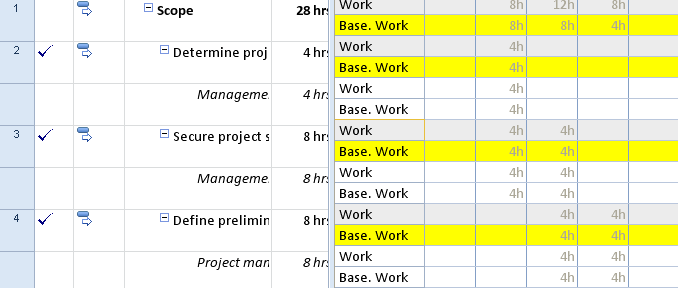 1 Scope 28 hrs Work 8h 12h 8h
Base. Work 8h 8h 4h
2 Determine proj 4 hrs Work 4h
Base. Work 4h
Manageme 4 hrs Work 4h
Base. Work 4h
3 Secure project s 8 hrs Work 4h 4h
Base. Work 4h 4h
Manageme 8 hrs Work 4h 4h
Base. Work 4h 4h
4 Define prelimin 8 hrs Work 4h 4h
Base. Work 4h 4h
Project man 8 hrs Work 4h 4h
Base. Work 4h 4h